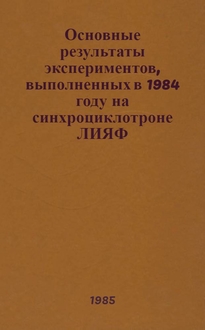 Основные
результаты
экспериментов,
выполненных в 1984
году на
синхроциклотроне
ЛИЯФ
1985